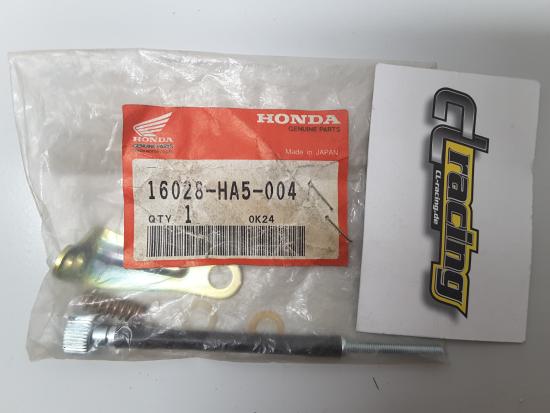 HONDA
GENUINE PARTS
HONDA
GENUINE PARTS
Made in JAPAN
16028-HA5-004
QTY 1
0K24
CLracing
CL-racing.de